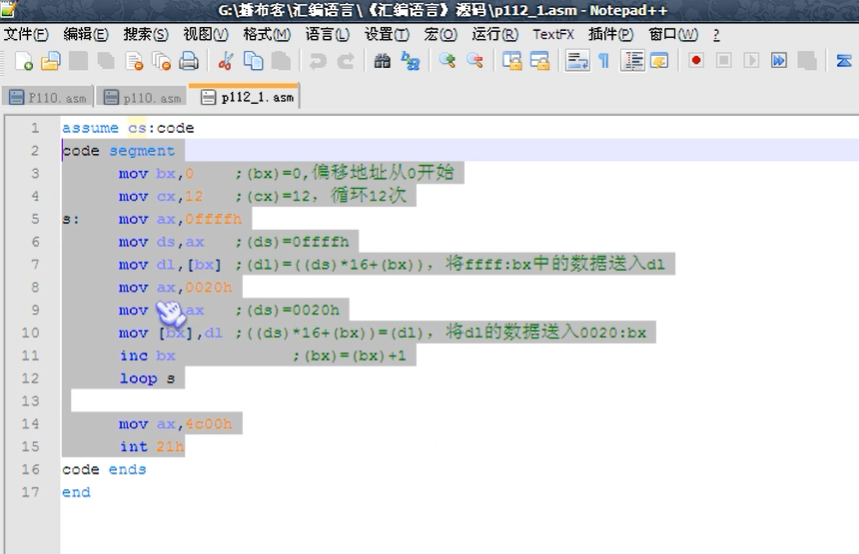 G:\甚布客\汇编语言\《汇编语言》源码\p112_1.asm - Notepad++
文件(F) 编辑(E) 搜索(S) 视图(V) 格式(M) 语言(L) 设置(T) 宏(O) 运行(R) TextFX 插件(P) 窗口(W) ?
P110.asm p110.asm p112_1.asm
1 assume cs:code
2 code segment
3 mov bx,0 ;(bx)=0,偏移地址从0开始
4 mov cx,12 ;(cx)=12，循环12次
5 s: mov ax,0ffffh
6 mov ds,ax ;(ds)=0ffffh
7 mov dl,[bx] ;(dl)=((ds)*16+(bx))，将ffff:bx中的数据送入dl
8 mov ax,0020h
9 mov ax ;(ds)=0020h
10 mov [bx],dl ;((ds)*16+(bx))=(dl)，将dl的数据送入0020:bx
11 inc bx ;(bx)=(bx)+1
12 loop s
13
14 mov ax,4c00h
15 int 21h
16 code ends
17 end